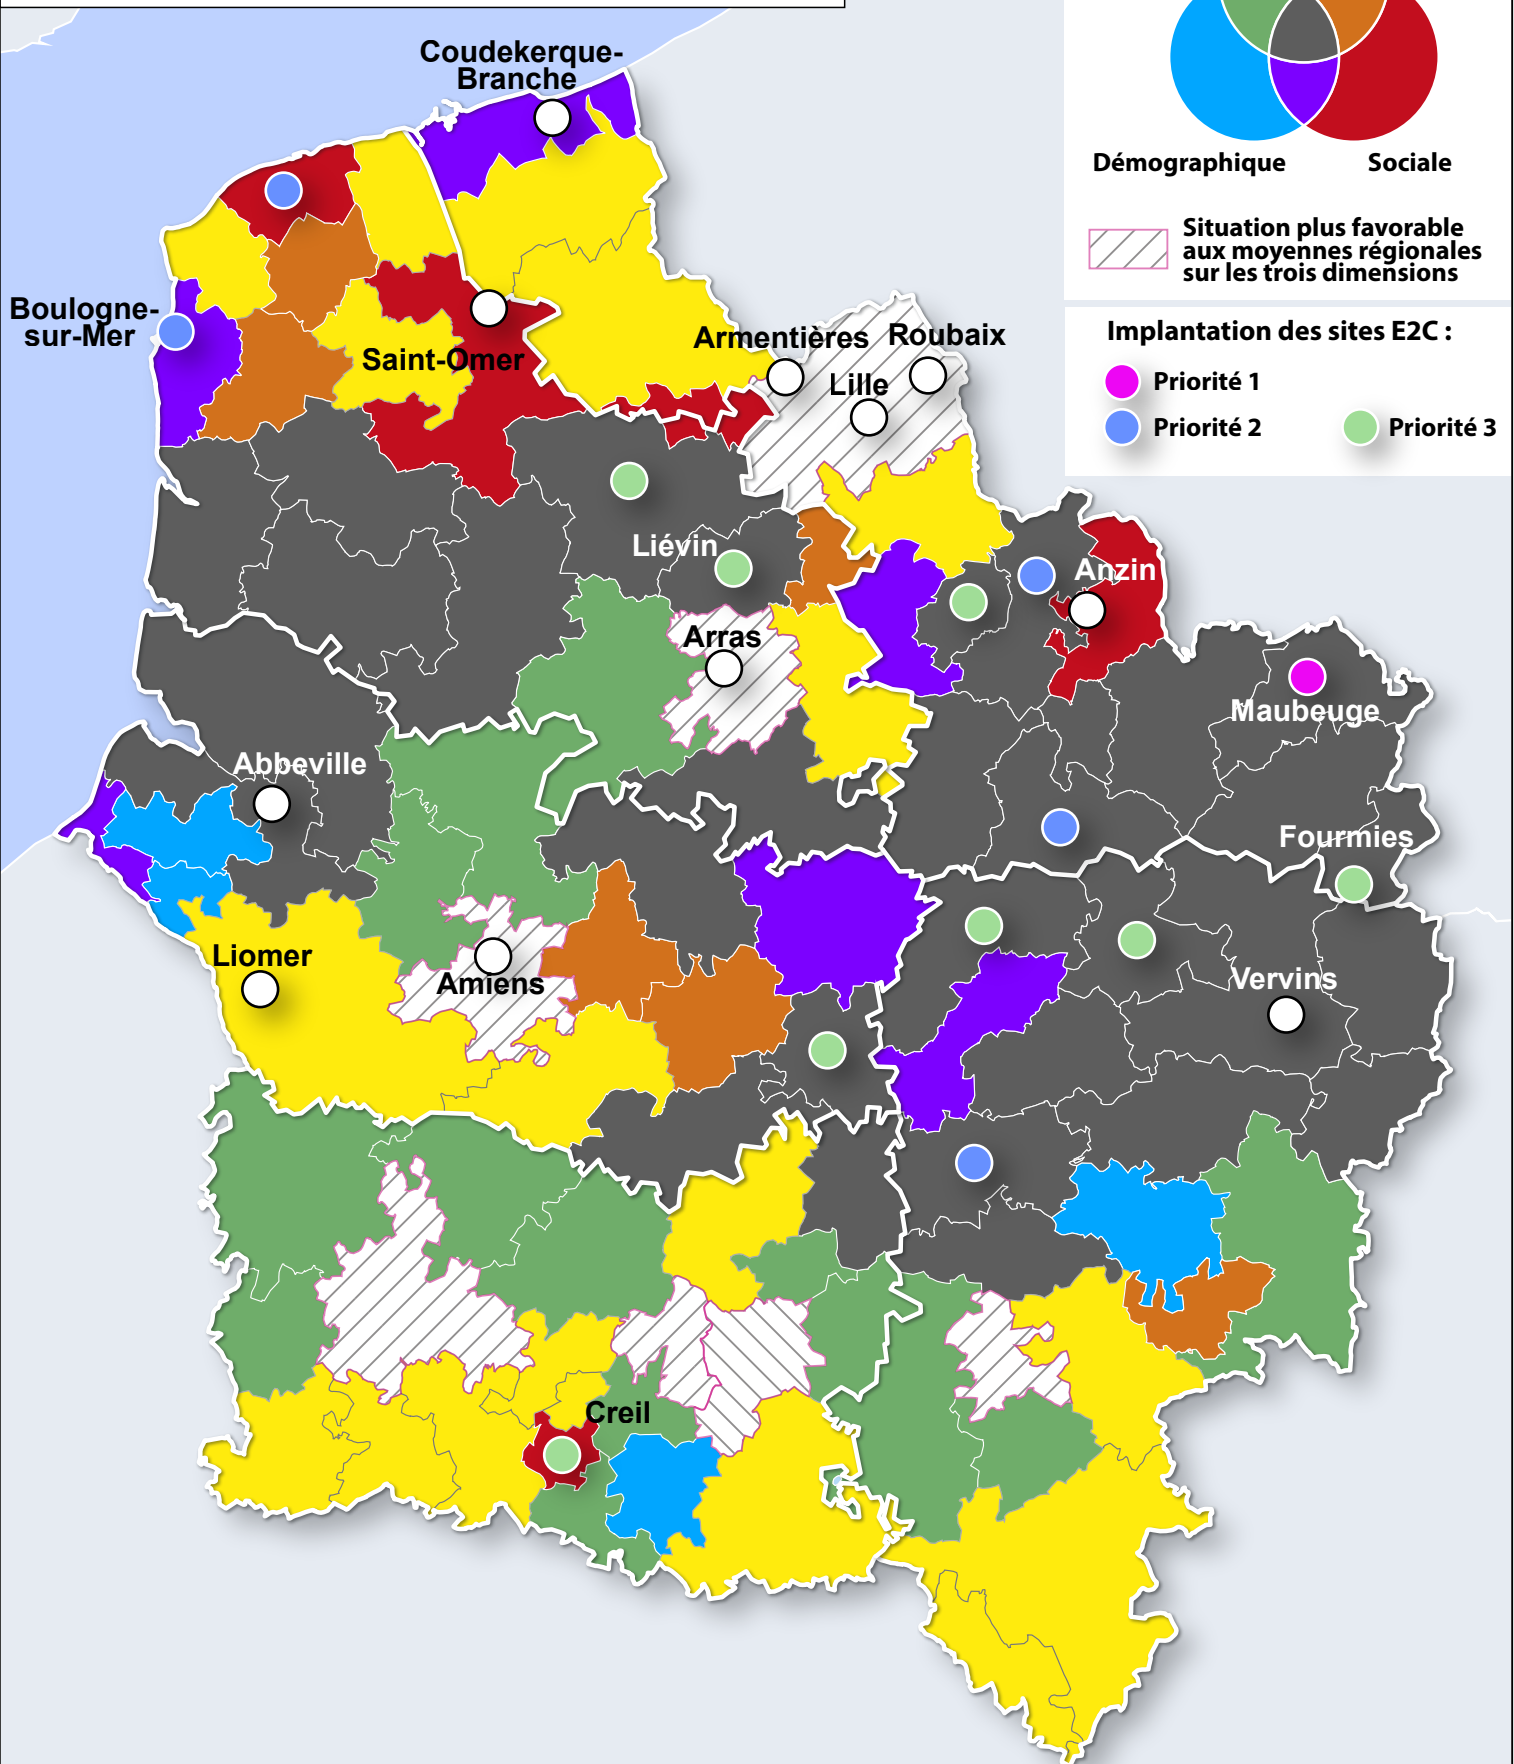 Coudekerque-
Branche
Démographique
Sociale
Situation plus favorable
aux moyennes régionales
sur les trois dimensions
Boulogne-
sur-Mer
Saint-Omer
Armentières
Roubaix
Lille
Implantation des sites E2C :
Priorité 1
Priorité 2
Priorité 3
Liévin
Anzin
Arras
Maubeuge
Abbeville
Fourmies
Liomer
Amiens
Vervins
Creil